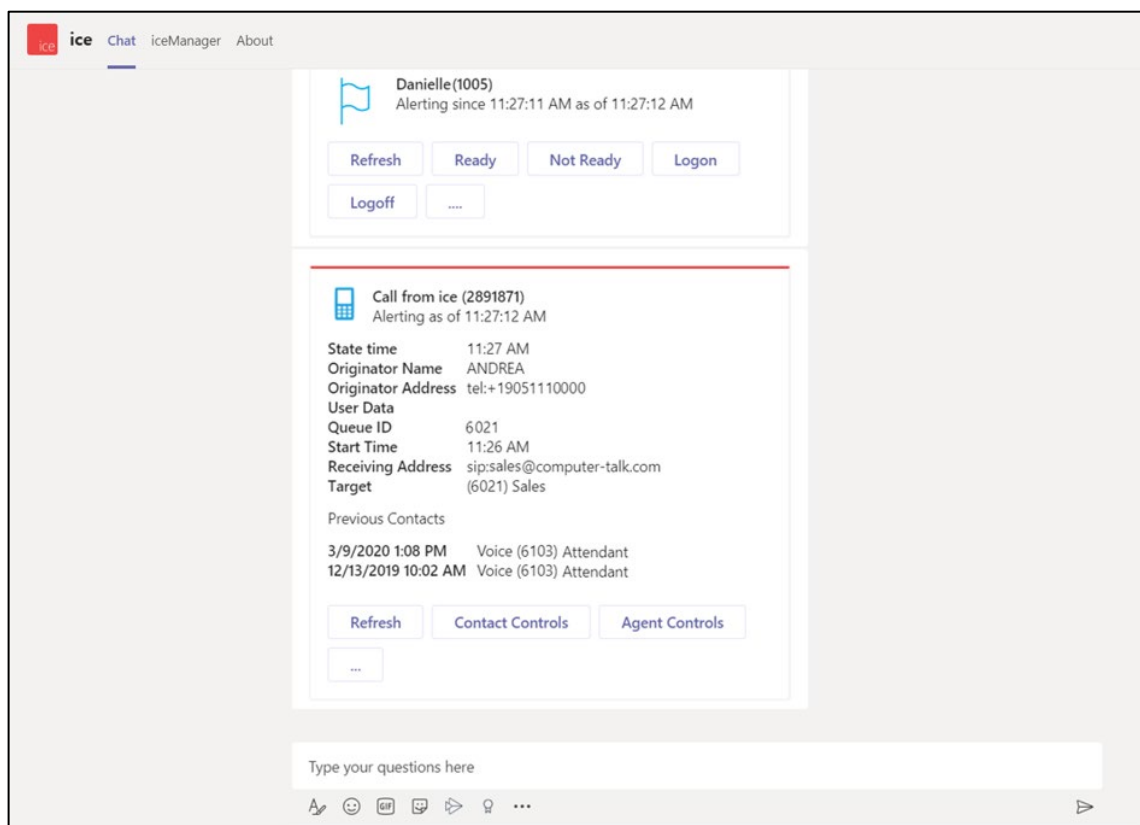 ice ice Chat iceManager About
Danielle(1005)
Alerting since 11:27:11 AM as of 11:27:12 AM
Refresh Ready Not Ready Logon
Logoff ....
Call from ice (2891871)
Alerting as of 11:27:12 AM
State time 11:27 AM
Originator Name ANDREA
Originator Address tel:+19051110000
User Data
Queue ID 6021
Start Time 11:26 AM
Receiving Address sip:sales@computer-talk.com
Target (6021) Sales
Previous Contacts
3/9/2020 1:08 PM Voice (6103) Attendant
12/13/2019 10:02 AM Voice (6103) Attendant
Refresh Contact Controls Agent Controls
...
Type your questions here
GIF